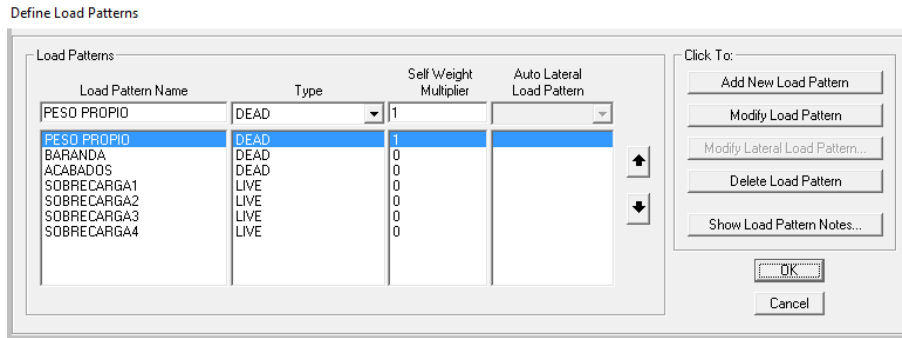 Define Load Patterns
Load Patterns
Load Pattern Name Type Self Weight Multiplier Auto Lateral Load Pattern
PESO PROPIO DEAD 1
PESO PROPIO DEAD 1
BARANDA DEAD 0
ACABADOS DEAD 0
SOBRECARGA1 LIVE 0
SOBRECARGA2 LIVE 0
SOBRECARGA3 LIVE 0
SOBRECARGA4 LIVE 0
Click To:
Add New Load Pattern
Modify Load Pattern
Modify Lateral Load Pattern...
Delete Load Pattern
Show Load Pattern Notes...
OK
Cancel